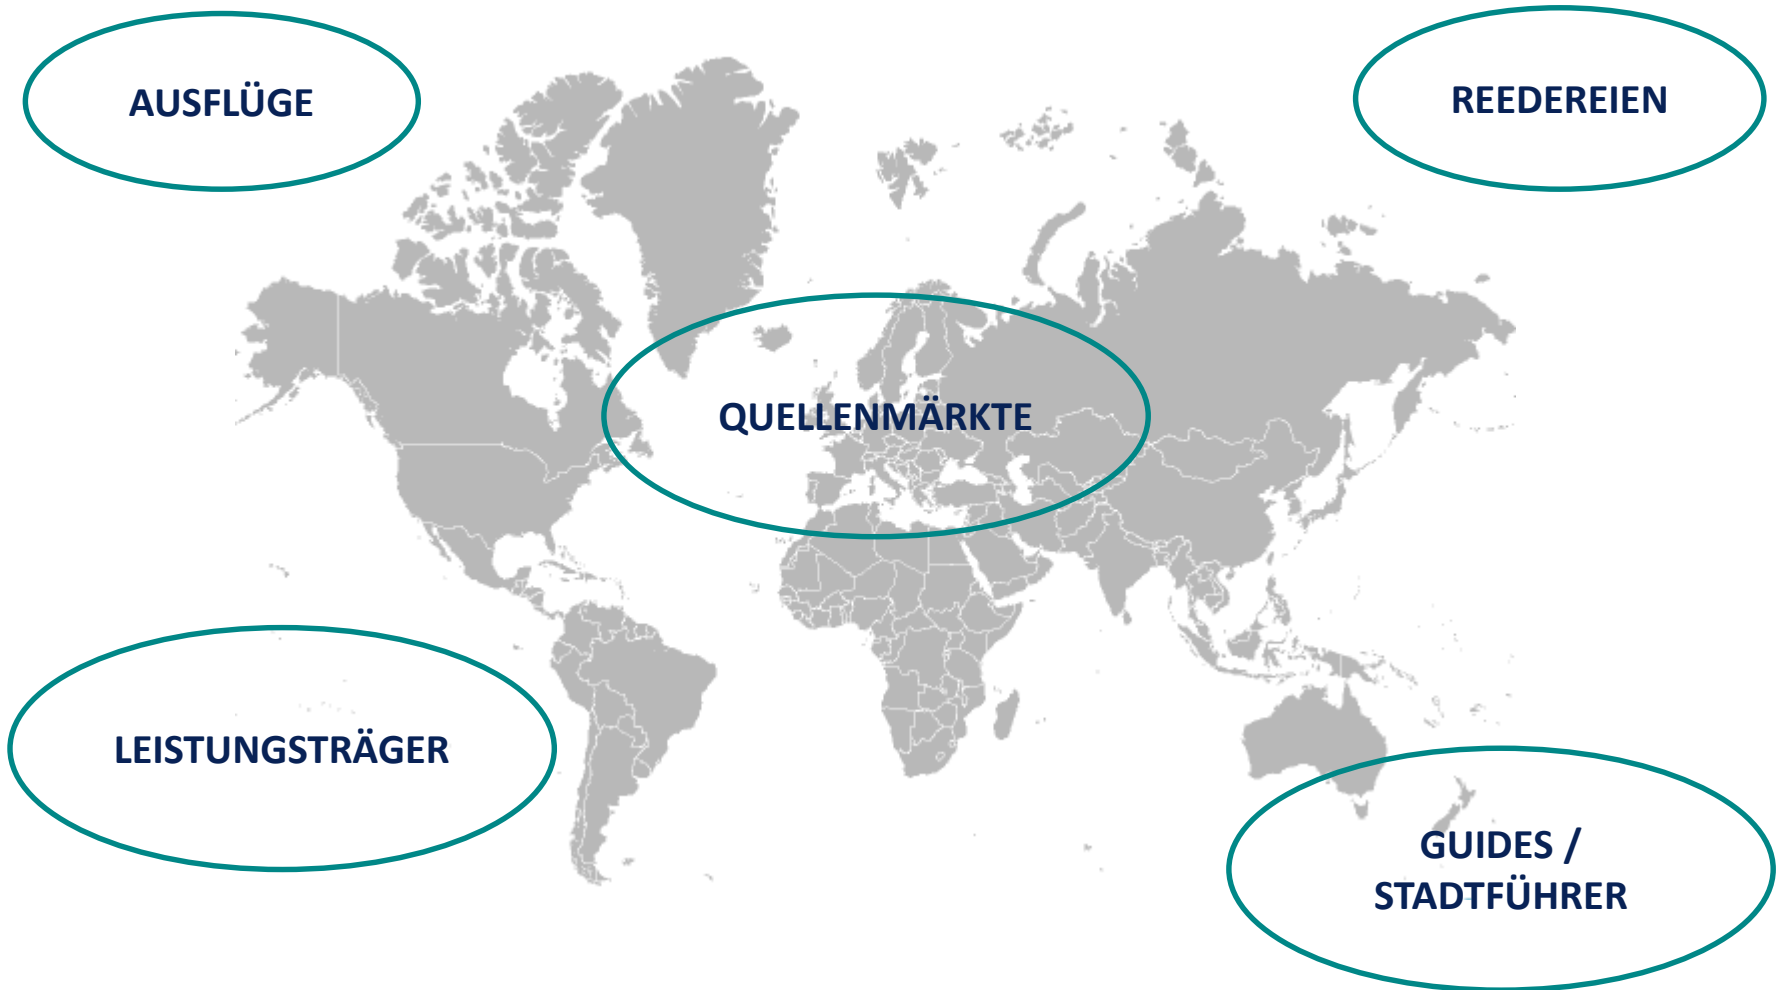 AUSFLÜGE
REEDEREIEN
QUELLENMÄRKTE
LEISTUNGSTRÄGER
GUIDES /
STADTFÜHRER